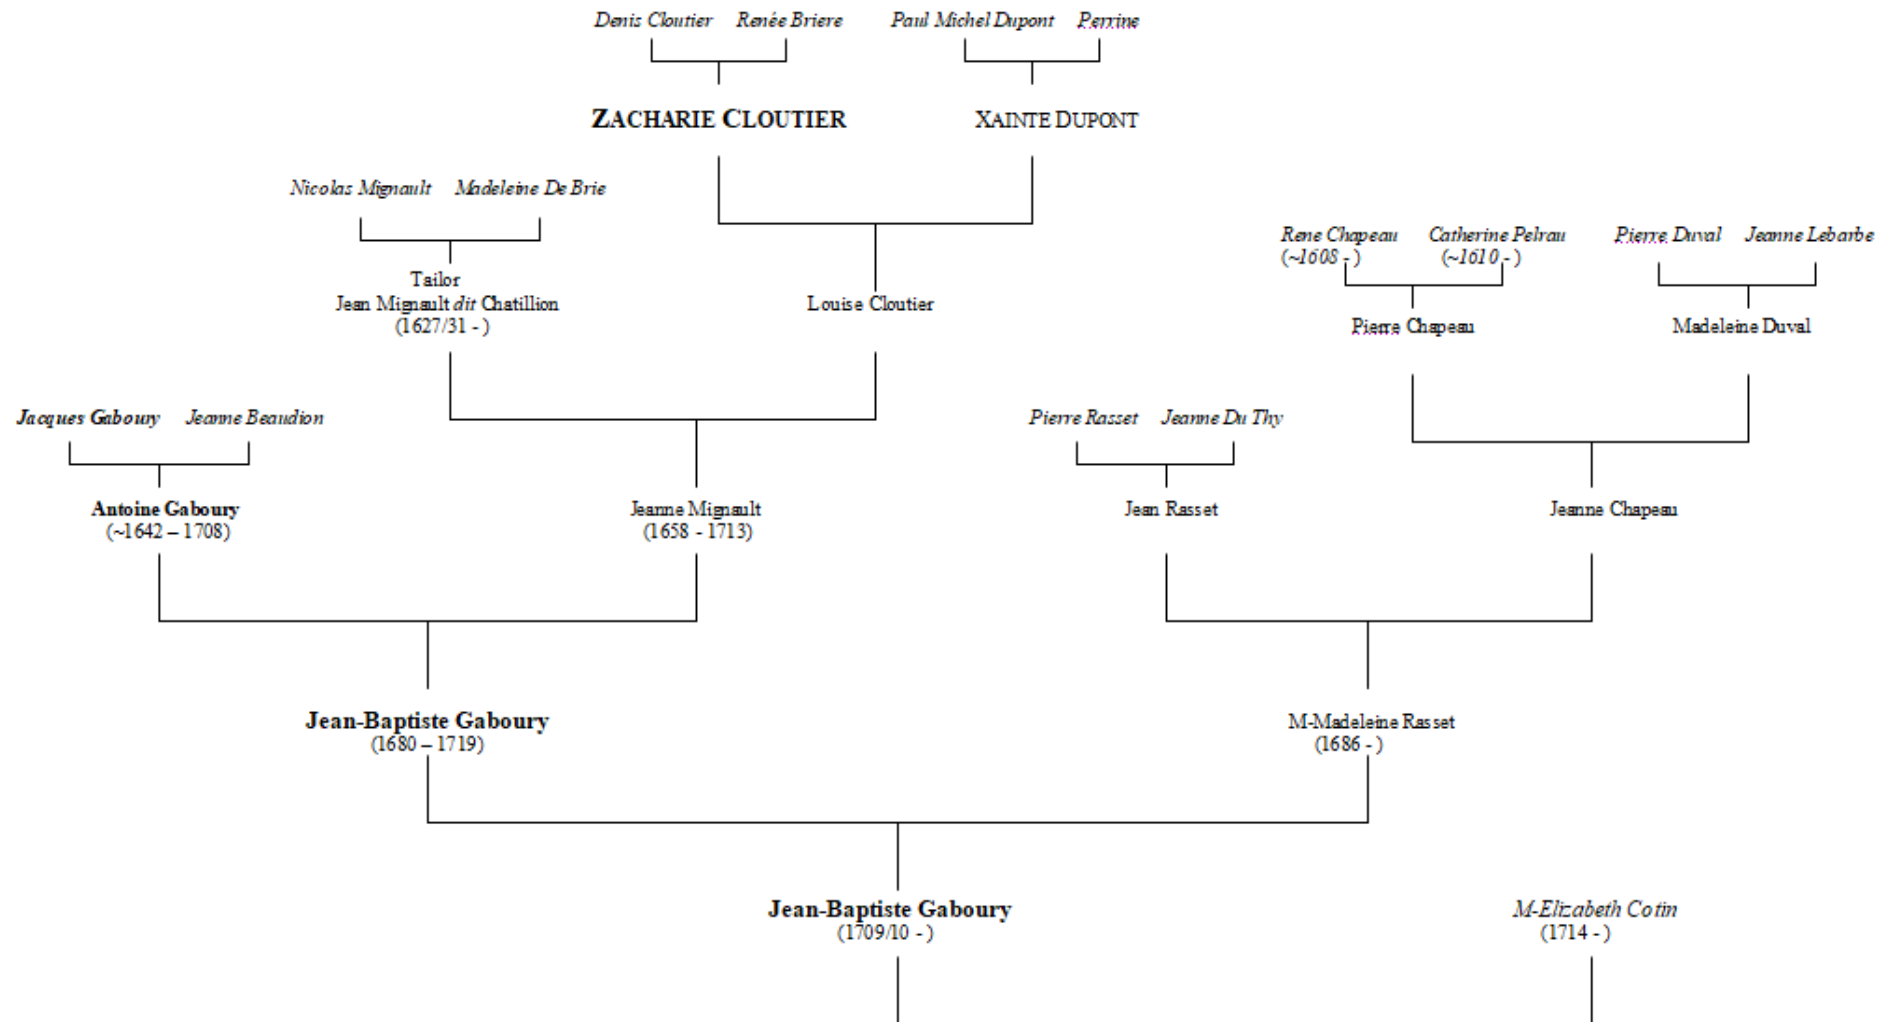 Denis Cloutier Renée Briere Paul Michel Dupont Perrine
ZACHARIE CLOUTIER XAINTE DUPONT
Nicolas Mignault Madeleine De Brie
Rene Chapeau Catherine Pelrau Pierre Duval Jeanne Lebarbe
(~1608 - ) (~1610 - )
Tailor
Jean Mignault dit Chatillion Louise Cloutier
(1627/31 - )
Pierre Chapeau Madeleine Duval
Jacques Gaboury Jeanne Beaudion Pierre Rasset Jeanne Du Thy
Antoine Gaboury Jeanne Mignault Jean Rasset Jeanne Chapeau
(~1642 – 1708) (1658 - 1713)
Jean-Baptiste Gaboury M-Madeleine Rasset
(1680 – 1719) (1686 - )
Jean-Baptiste Gaboury M-Elizabeth Cotin
(1709/10 - ) (1714 - )